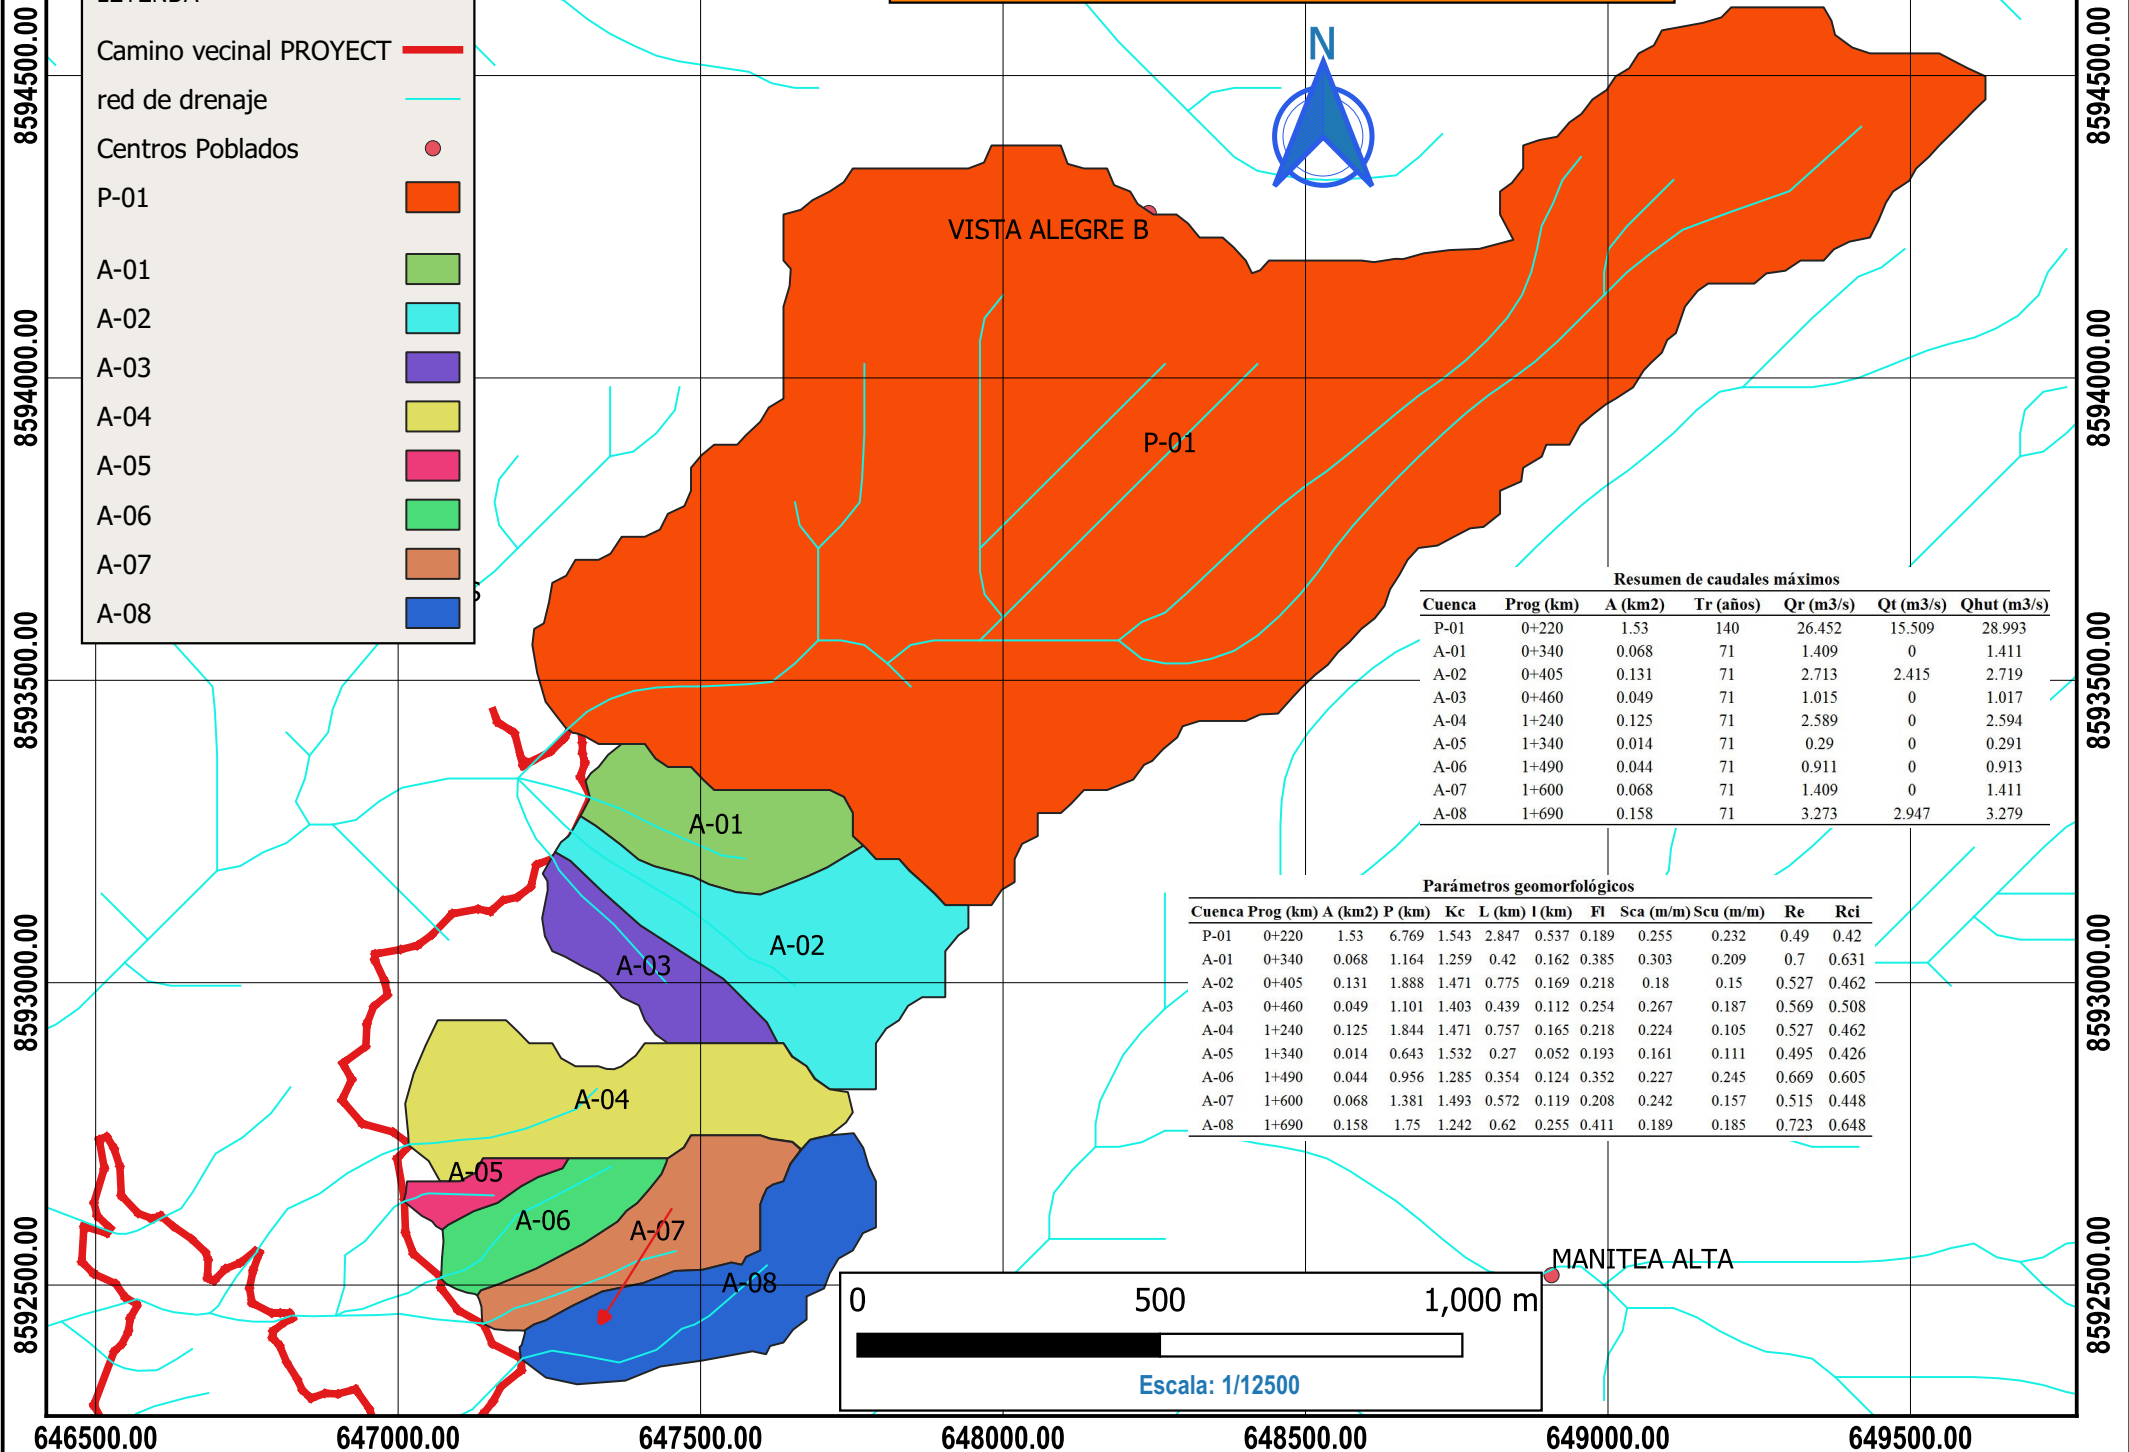 LEYENDA
Camino vecinal PROYECT
red de drenaje
Centros Poblados
P-01
A-01
A-02
A-03
A-04
A-05
A-06
A-07
A-08
N
VISTA ALEGRE B
P-01
A-01
A-02
A-03
A-04
A-05
A-06
A-07
A-08
MANITEA ALTA
Resumen de caudales máximos
Cuenca Prog (km) A (km2) Tr (años) Qr (m3/s) Qt (m3/s) Qhut (m3/s)
P-01 0+220 1.53 140 26.452 15.509 28.993
A-01 0+340 0.068 71 1.409 0 1.411
A-02 0+405 0.131 71 2.713 2.415 2.719
A-03 0+460 0.049 71 1.015 0 1.017
A-04 1+240 0.125 71 2.589 0 2.594
A-05 1+340 0.014 71 0.29 0 0.291
A-06 1+490 0.044 71 0.911 0 0.913
A-07 1+600 0.068 71 1.409 0 1.411
A-08 1+690 0.158 71 3.273 2.947 3.279
Parámetros geomorfológicos
Cuenca Prog (km) A (km2) P (km) Kc L (km) l (km) Fl Sca (m/m) Scu (m/m) Re Rci
P-01 0+220 1.53 6.769 1.543 2.847 0.537 0.189 0.255 0.232 0.49 0.42
A-01 0+340 0.068 1.164 1.259 0.42 0.162 0.385 0.303 0.209 0.7 0.631
A-02 0+405 0.131 1.888 1.471 0.775 0.169 0.218 0.18 0.15 0.527 0.462
A-03 0+460 0.049 1.101 1.403 0.439 0.112 0.254 0.267 0.187 0.569 0.508
A-04 1+240 0.125 1.844 1.471 0.757 0.165 0.218 0.224 0.105 0.527 0.462
A-05 1+340 0.014 0.643 1.532 0.27 0.052 0.193 0.161 0.111 0.495 0.426
A-06 1+490 0.044 0.956 1.285 0.354 0.124 0.352 0.227 0.245 0.669 0.605
A-07 1+600 0.068 1.381 1.493 0.572 0.119 0.208 0.242 0.157 0.515 0.448
A-08 1+690 0.158 1.75 1.242 0.62 0.255 0.411 0.189 0.185 0.723 0.648
0 500 1,000 m
Escala: 1/12500
8594500.00
8594000.00
8593500.00
8593000.00
8592500.00
8594500.00
8594000.00
8593500.00
8593000.00
8592500.00
646500.00 647000.00 647500.00 648000.00 648500.00 649000.00 649500.00